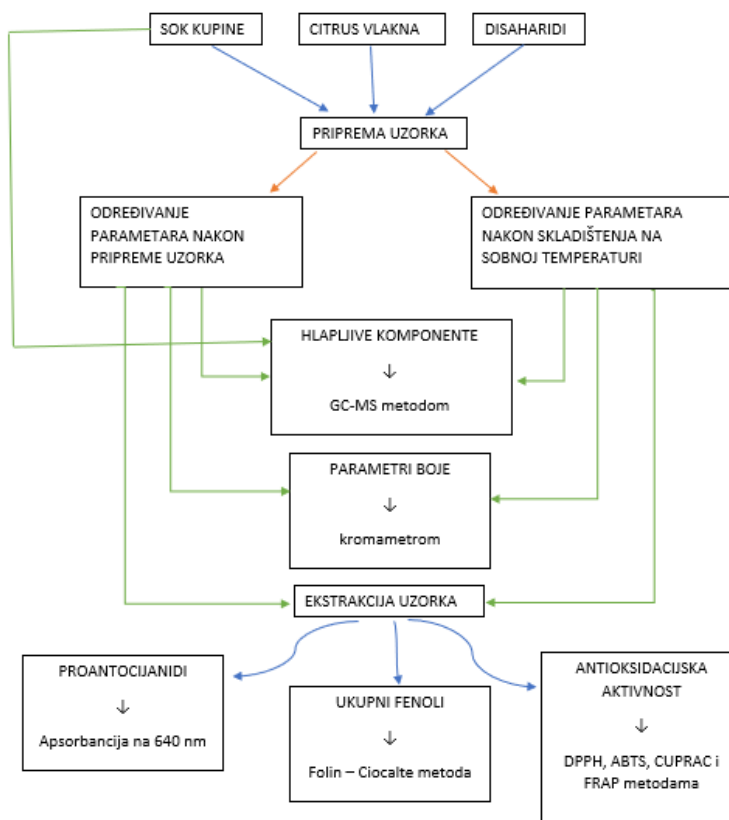 SOK KUPINE
CITRUS VLAKNA
DISAHARIDI
PRIPREMA UZORKA
ODREĐIVANJE
PARAMETARA NAKON
PRIPREME UZORKA
ODREĐIVANJE PARAMETARA
NAKON SKLADIŠTENJA NA
SOBNOJ TEMPERATURI
HLAPLJIVE KOMPONENTE
↓
GC-MS metodom
PARAMETRI BOJE
↓
kromametrom
EKSTRAKCIJA UZORKA
PROANTOCIJANIDI
↓
Apsorbancija na 640 nm
UKUPNI FENOLI
↓
Folin – Ciocalte metoda
ANTIOKSIDACIJSKA
AKTIVNOST
↓
DPPH, ABTS, CUPRAC i
FRAP metodama